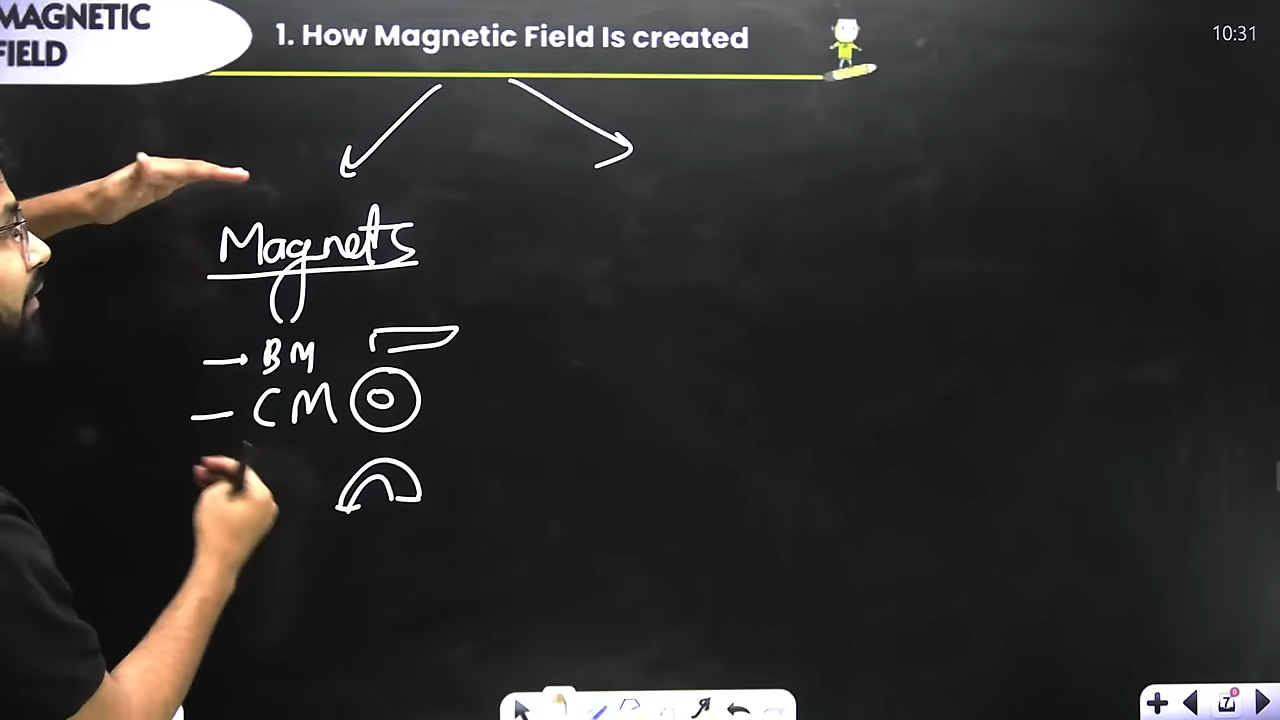 MAGNETIC
FIELD
1. How Magnetic Field Is created
10:31
Magnets
BM
CM